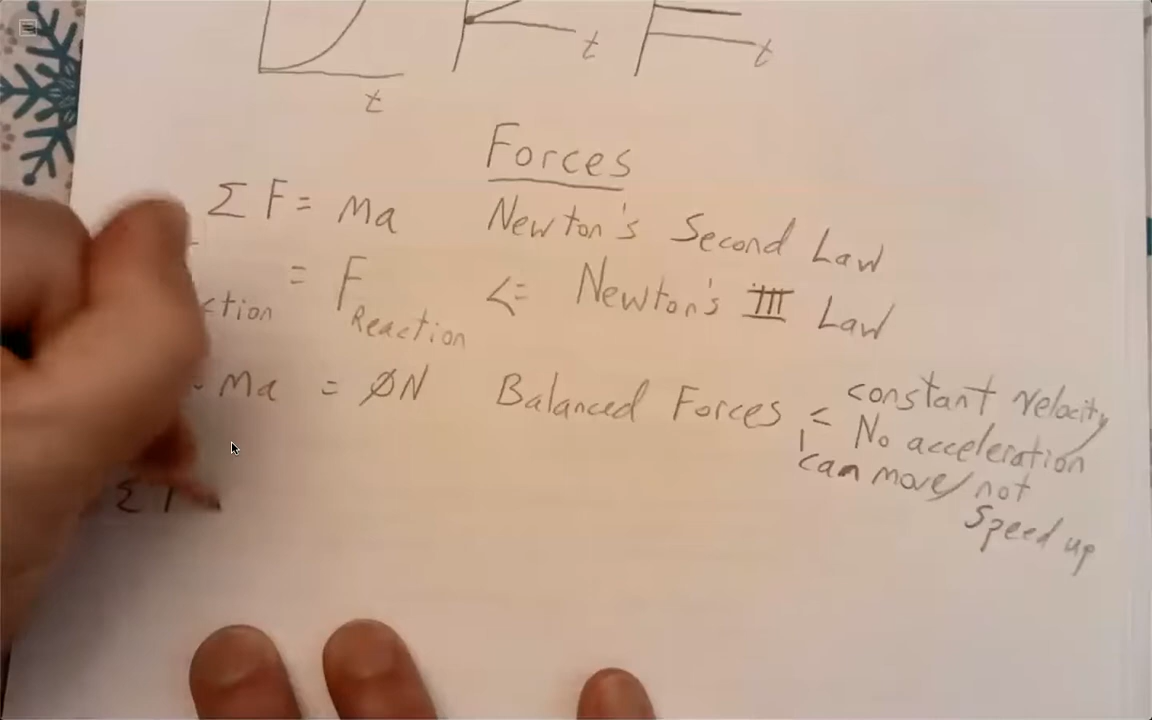 t t t
Forces
Σ F = ma Newton's Second Law
ction = F Reaction <= Newton's III Law
ma = ØN Balanced Forces < constant velocity
No acceleration
can move/not
Speed up
Σ F